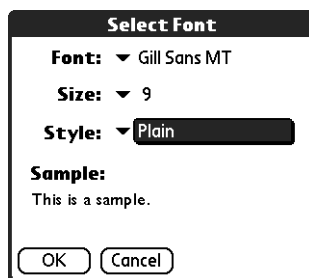 Select Font
Font: Gill Sans MT
Size: 9
Style: Plain
Sample:
This is a sample.
OK Cancel